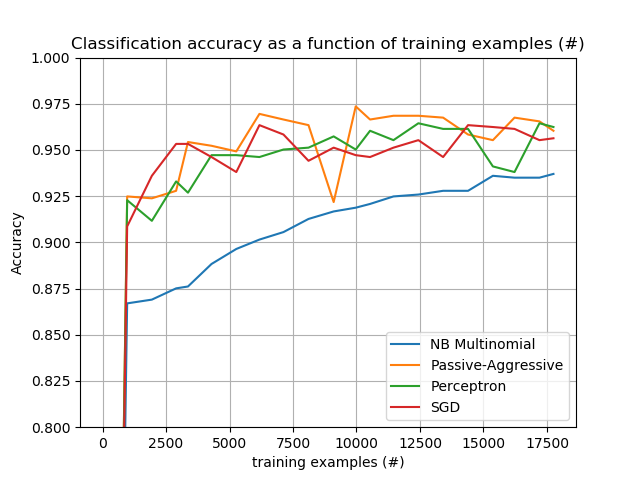 Classification accuracy as a function of training examples (#)
1.000
0.975
0.950
0.925
0.900
0.875
0.850
0.825
0.800
Accuracy
NB Multinomial
Passive-Aggressive
Perceptron
SGD
0 2500 5000 7500 10000 12500 15000 17500
training examples (#)